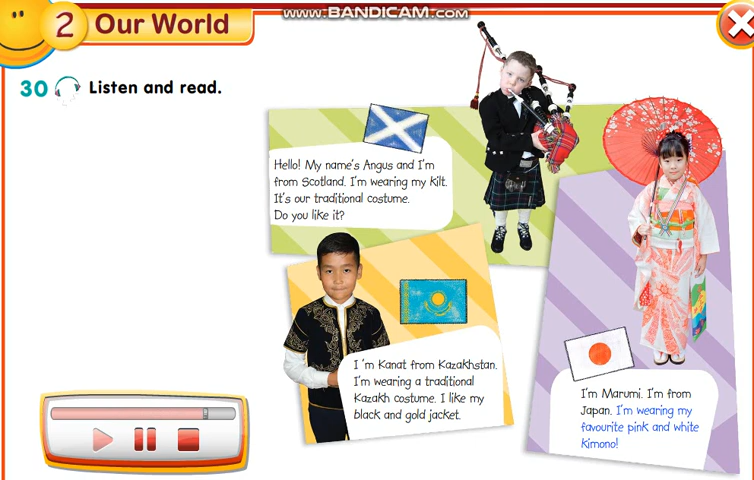 www.BANDICAM.com
2 Our World
30 Listen and read.
Hello! My name's Angus and I'm
from Scotland. I'm wearing my kilt.
It's our traditional costume.
Do you like it?
I 'm Kanat from Kazakhstan.
I'm wearing a traditional
Kazakh costume. I like my
black and gold jacket.
I'm Marumi. I'm from
Japan. I'm wearing my
favourite pink and white
kimono!